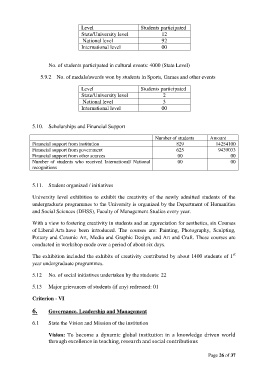 Level Students participated
State/University level 12
National level 92
International level 00
No. of students participated in cultural events: 4000 (State Level)
5.9.2 No. of medals/awards won by students in Sports, Games and other events
Level Students participated
State/University level 2
National level 5
International level 00
5.10. Scholarships and Financial Support
Number of students Amount
Financial support from institution 829 14254100
Financial support from government 625
Financial support from other sources 00 00
Number of students who received International/ National 00 00
recognitions
5.11. Student organized / initiatives
University level exhibition to exhibit the creativity of the newly admitted students of the
undergraduate programmes to the University is organized by the Department of Humanities
and Social Sciences (DHSS), Faculty of Management Studies every year.
With a view to fostering creativity in students and an appreciation for aesthetics, six Courses
of Liberal Arts have been introduced. The courses are: Painting, Photography, Sculpting,
Pottery and Ceramic Art, Media and Graphic Design, and Art and Craft. These courses are
conducted in workshop mode over a period of about six days.
The exhibition included the exhibits of creativity contributed by about 1400 students of 1st
year undergraduate programmes.
5.12 No. of social initiatives undertaken by the students: 22
5.13 Major grievances of students (if any) redressed: 01
Criterion - VI
6. Governance, Leadership and Management
6.1 State the Vision and Mission of the institution
Vision: To become a dynamic global institution in a knowledge driven world
through excellence in teaching, research and social contributions
Page 26 of 37